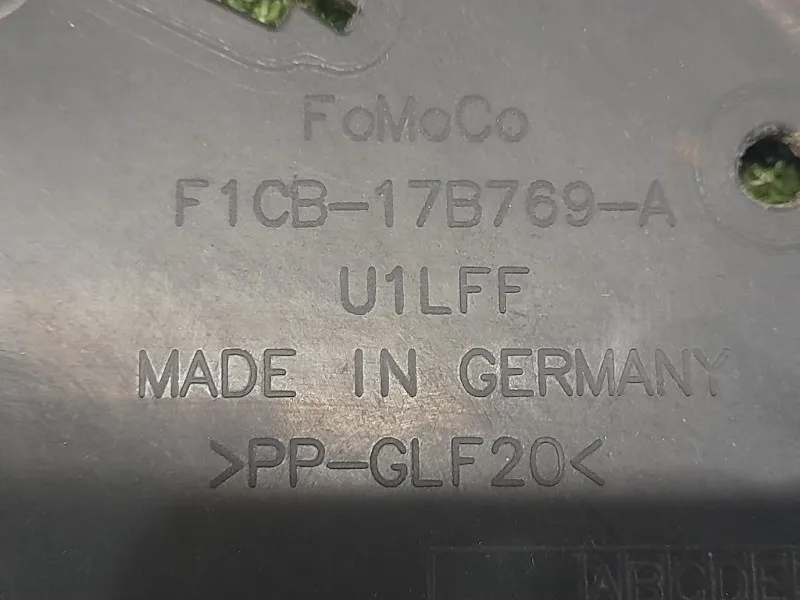 FoMoCo
F1CB-17B769-A
U1LFF
MADE IN GERMANY
>PP-GLF20<
A B C D E